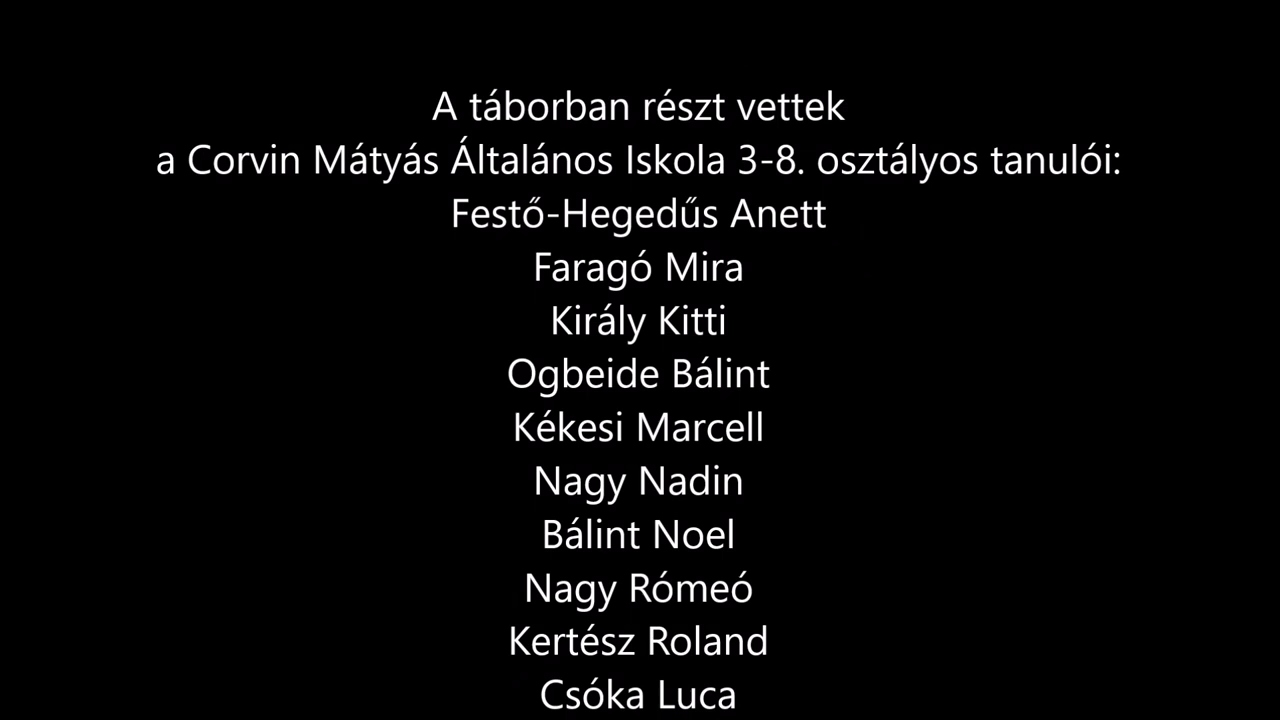 A táborban részt vettek
a Corvin Mátyás Általános Iskola 3-8. osztályos tanulói:
Festő-Hegedűs Anett
Faragó Mira
Király Kitti
Ogbeide Bálint
Kékesi Marcell
Nagy Nadin
Bálint Noel
Nagy Rómeó
Kertész Roland
Csóka Luca